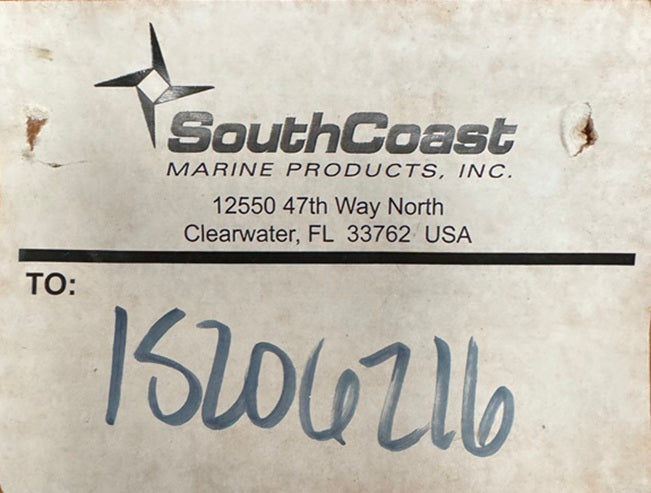 SouthCoast
MARINE PRODUCTS, INC.
12550 47th Way North
Clearwater, FL 33762 USA
TO:
15206216